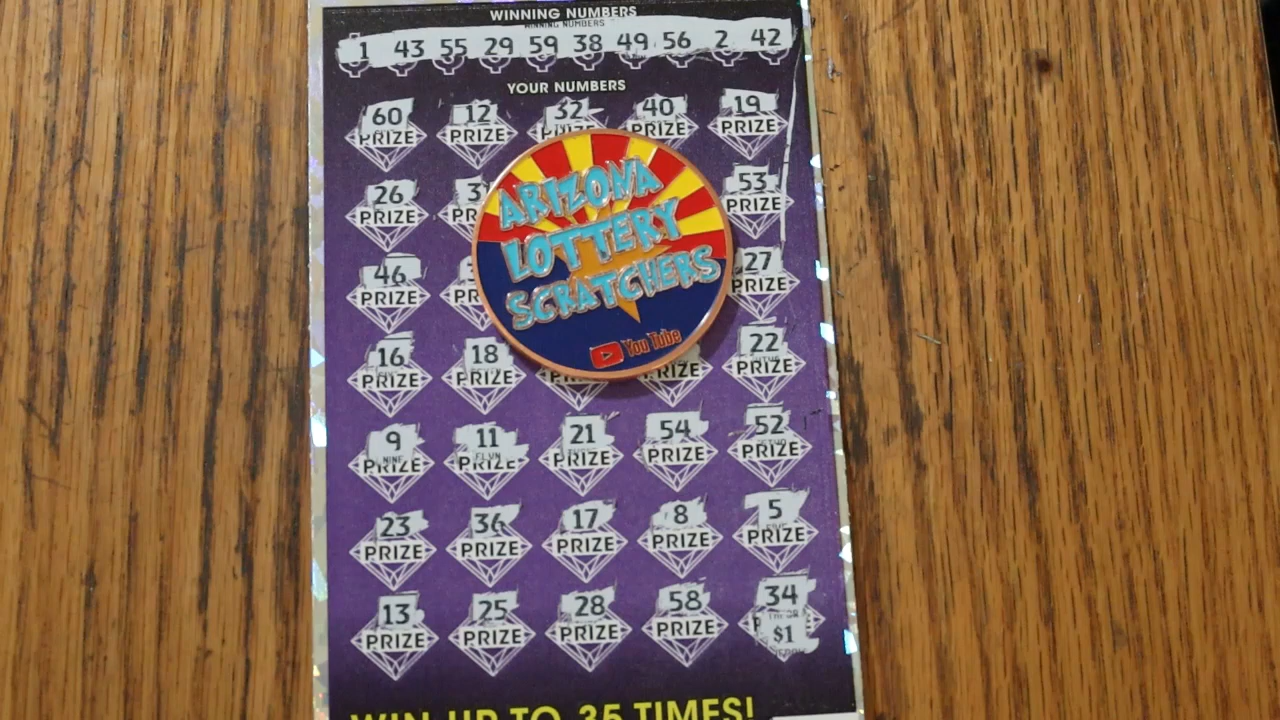 WINNING NUMBERS
WINNING NUMBERS
1 43 55 29 59 38 49 56 2 42
YOUR NUMBERS
60 12 32 40 19
PRIZE PRIZE PRIZE PRIZE PRIZE
26 53
PRIZE PRIZE
46 27
PRIZE PRIZE
ARIZONA
LOTTERY
SCRATCHERS
YouTube
16 18 22
PRIZE PRIZE PRIZE
9 11 21 54 52
NINE
PRIZE PRIZE PRIZE PRIZE PRIZE
23 36 17 8 5
PRIZE PRIZE PRIZE PRIZE PRIZE
13 25 28 58 34
PRIZE PRIZE PRIZE PRIZE
$1
WIN UP TO 35 TIMES!